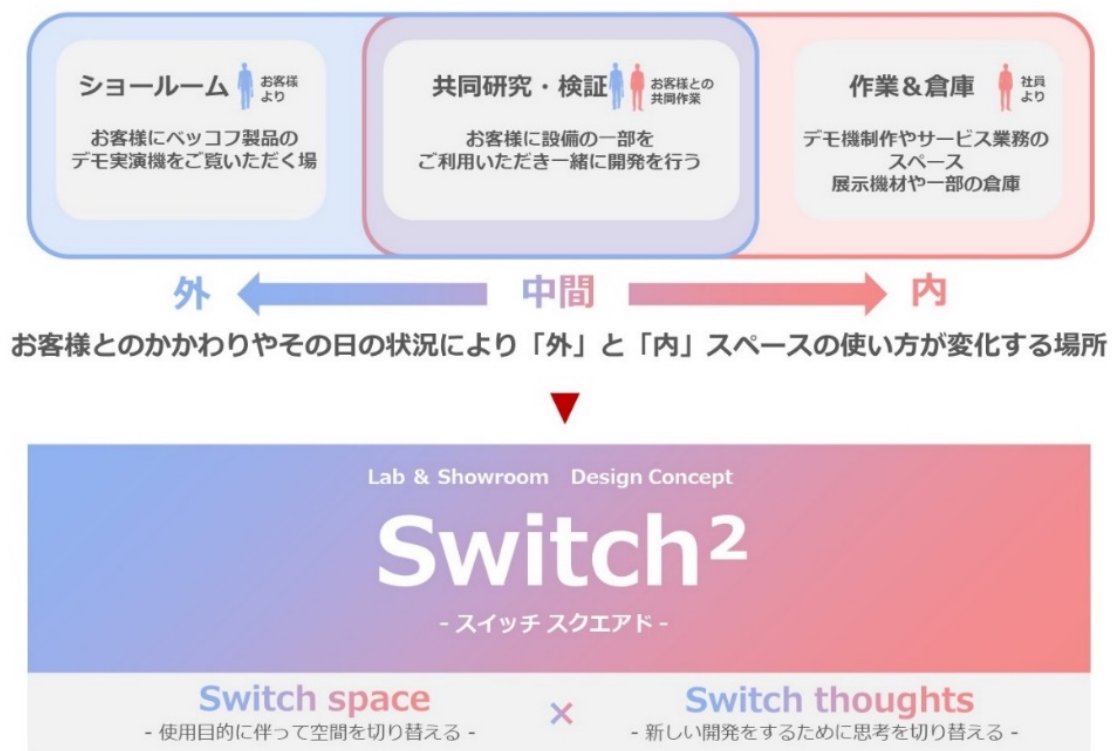 ショールーム
お客様
より
お客様にベッコフ製品の
デモ実演機をご覧いただく場
共同研究・検証
お客様との
共同作業
お客様に設備の一部を
ご利用いただき一緒に開発を行う
作業＆倉庫
社員
より
デモ機制作やサービス業務の
スペース
展示機材や一部の倉庫
外
中間
内
お客様とのかかわりやその日の状況により「外」と「内」スペースの使い方が変化する場所
Lab & Showroom Design Concept
Switch²
- スイッチ スクエアド -
Switch space
- 使用目的に伴って空間を切り替える -
×
Switch thoughts
- 新しい開発をするために思考を切り替える -